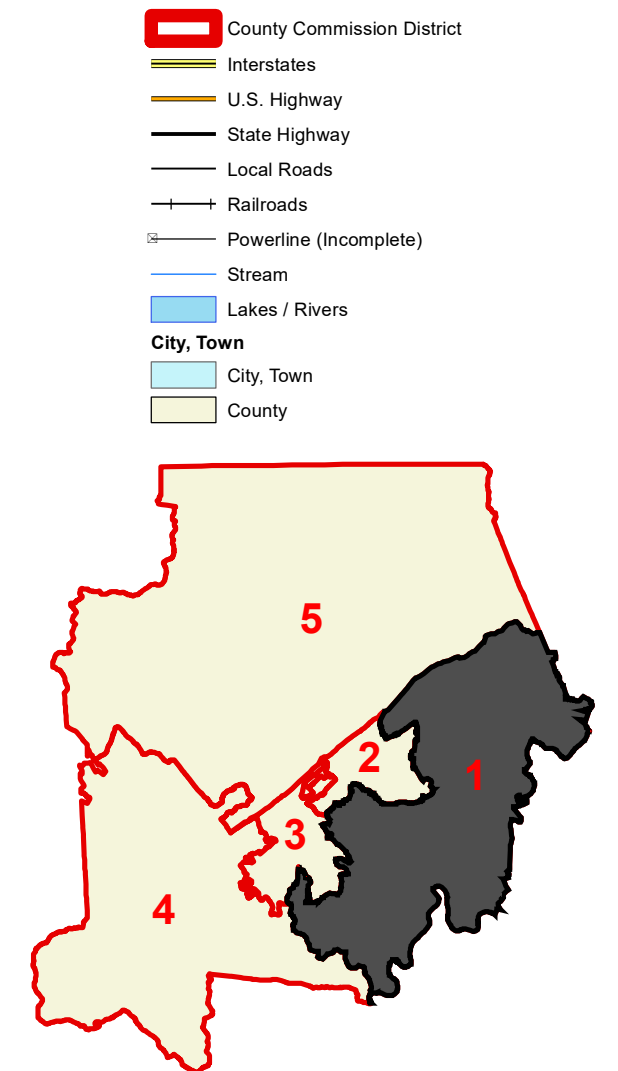 County Commission District
Interstates
U.S. Highway
State Highway
Local Roads
Railroads
Powerline (Incomplete)
Stream
Lakes / Rivers
City, Town
City, Town
County
5
2
1
3
4